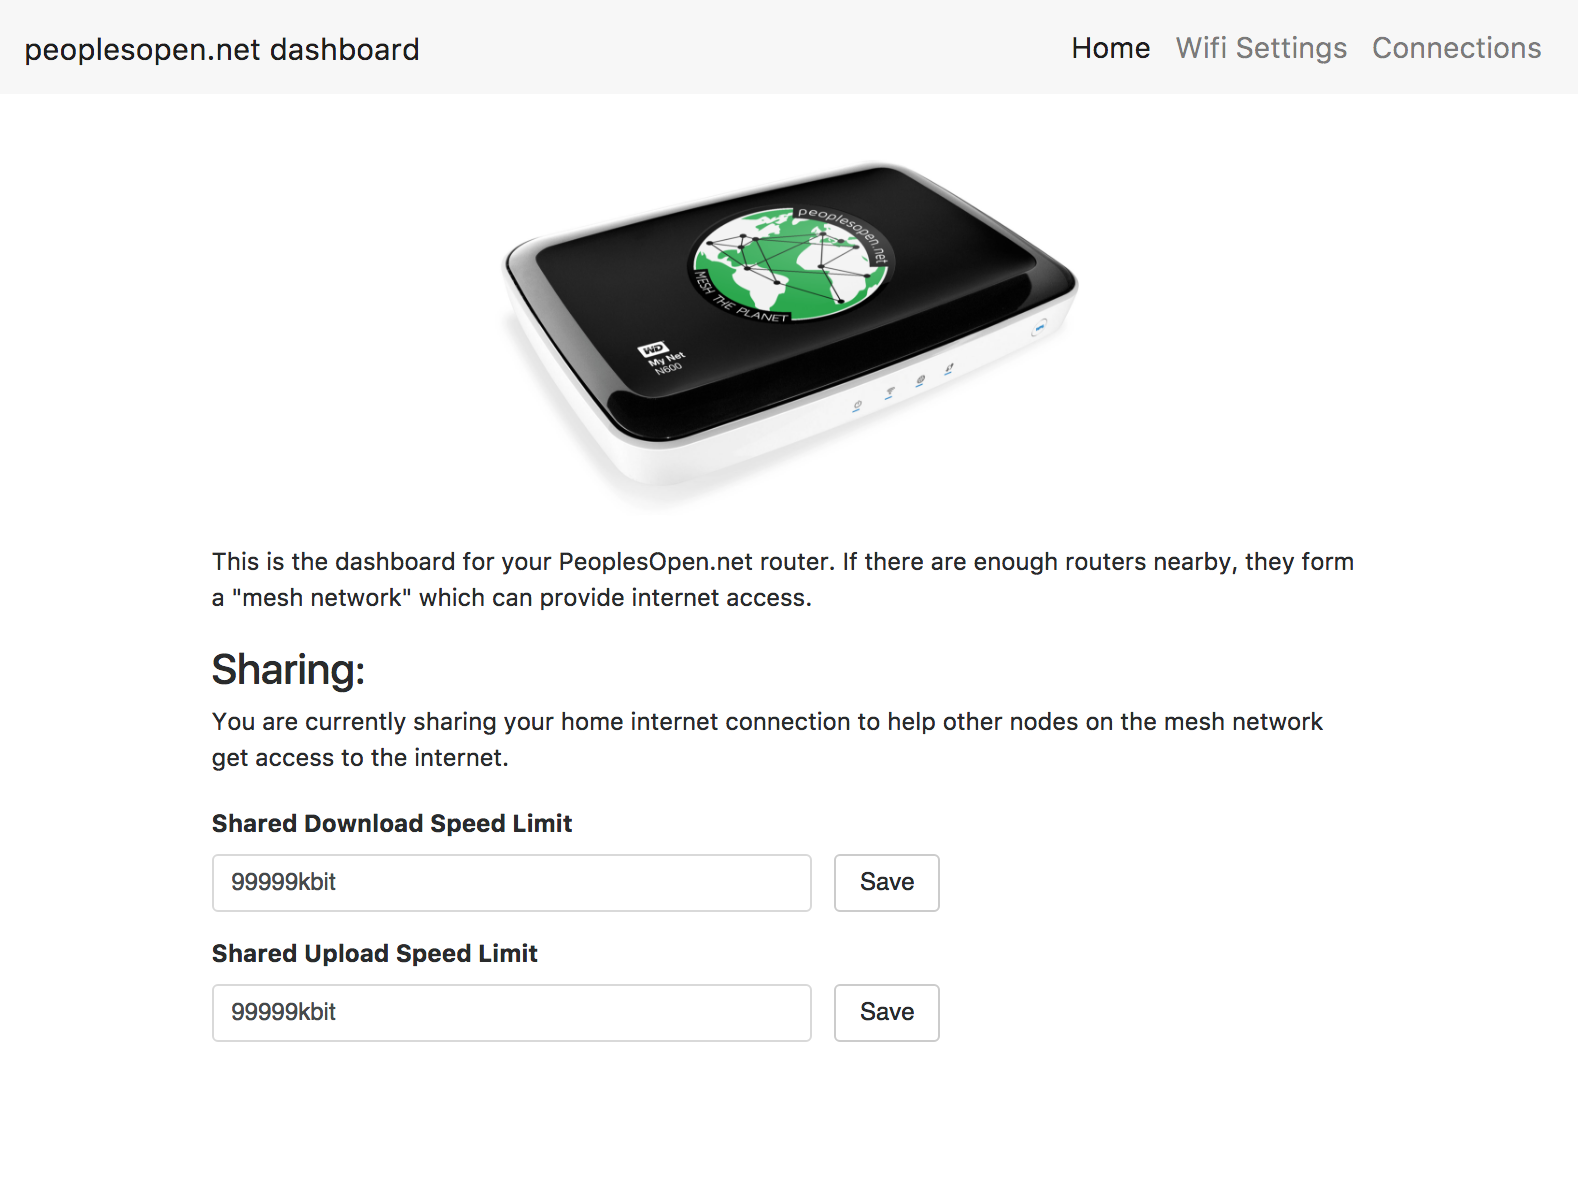 peoplesopen.net dashboard
Home Wifi Settings Connections
peoplesopen.net
MESH THE PLANET
WD
My Net
N600
This is the dashboard for your PeoplesOpen.net router. If there are enough routers nearby, they form
a "mesh network" which can provide internet access.
Sharing:
You are currently sharing your home internet connection to help other nodes on the mesh network
get access to the internet.
Shared Download Speed Limit
99999kbit Save
Shared Upload Speed Limit
99999kbit Save